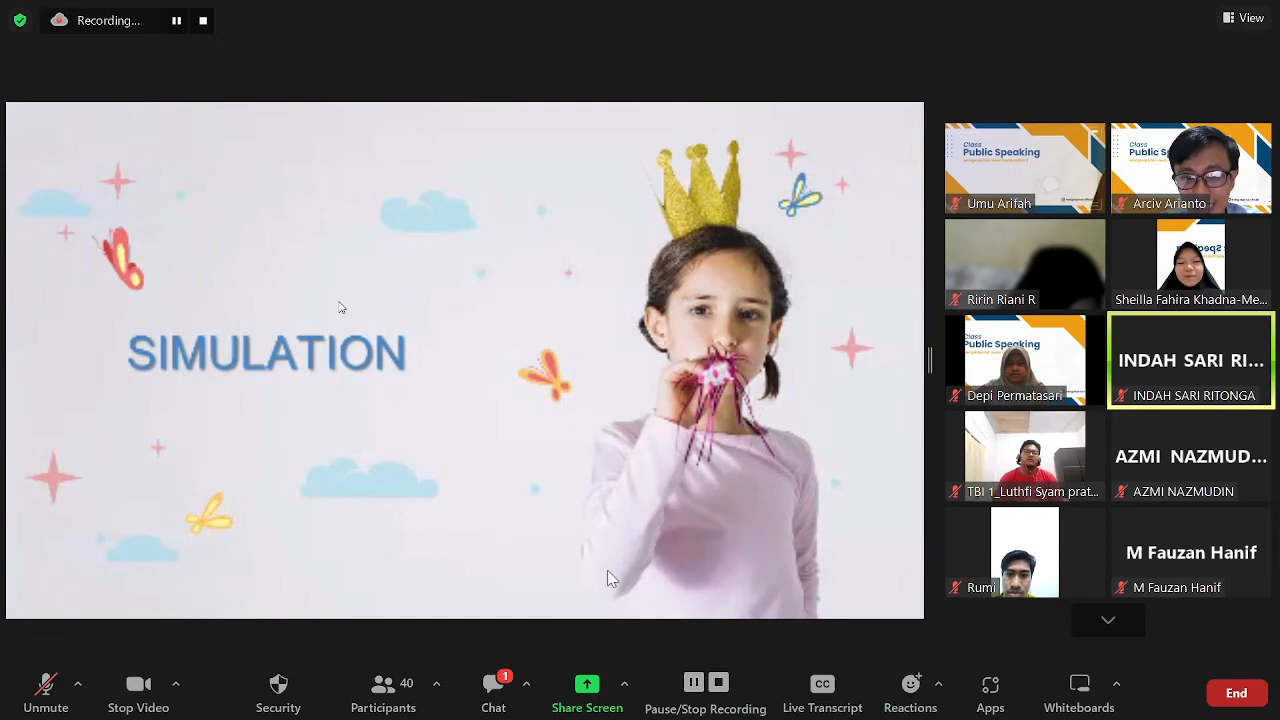 Recording...
View
SIMULATION
Class
Public Speaking
Umu Arifah
Class
Public Speaking
Arciv Arianto
Ririn Riani R
Sheilla Fahira Khadna-Me...
Class
Public Speaking
Depi Permatasari
INDAH SARI RI...
INDAH SARI RITONGA
TBI 1_Luthfi Syam prat...
AZMI NAZMUD...
AZMI NAZMUDIN
Rumi
M Fauzan Hanif
M Fauzan Hanif
Unmute
Stop Video
Security
Participants
40
Chat
1
Share Screen
Pause/Stop Recording
CC
Live Transcript
Reactions
Apps
Whiteboards
End